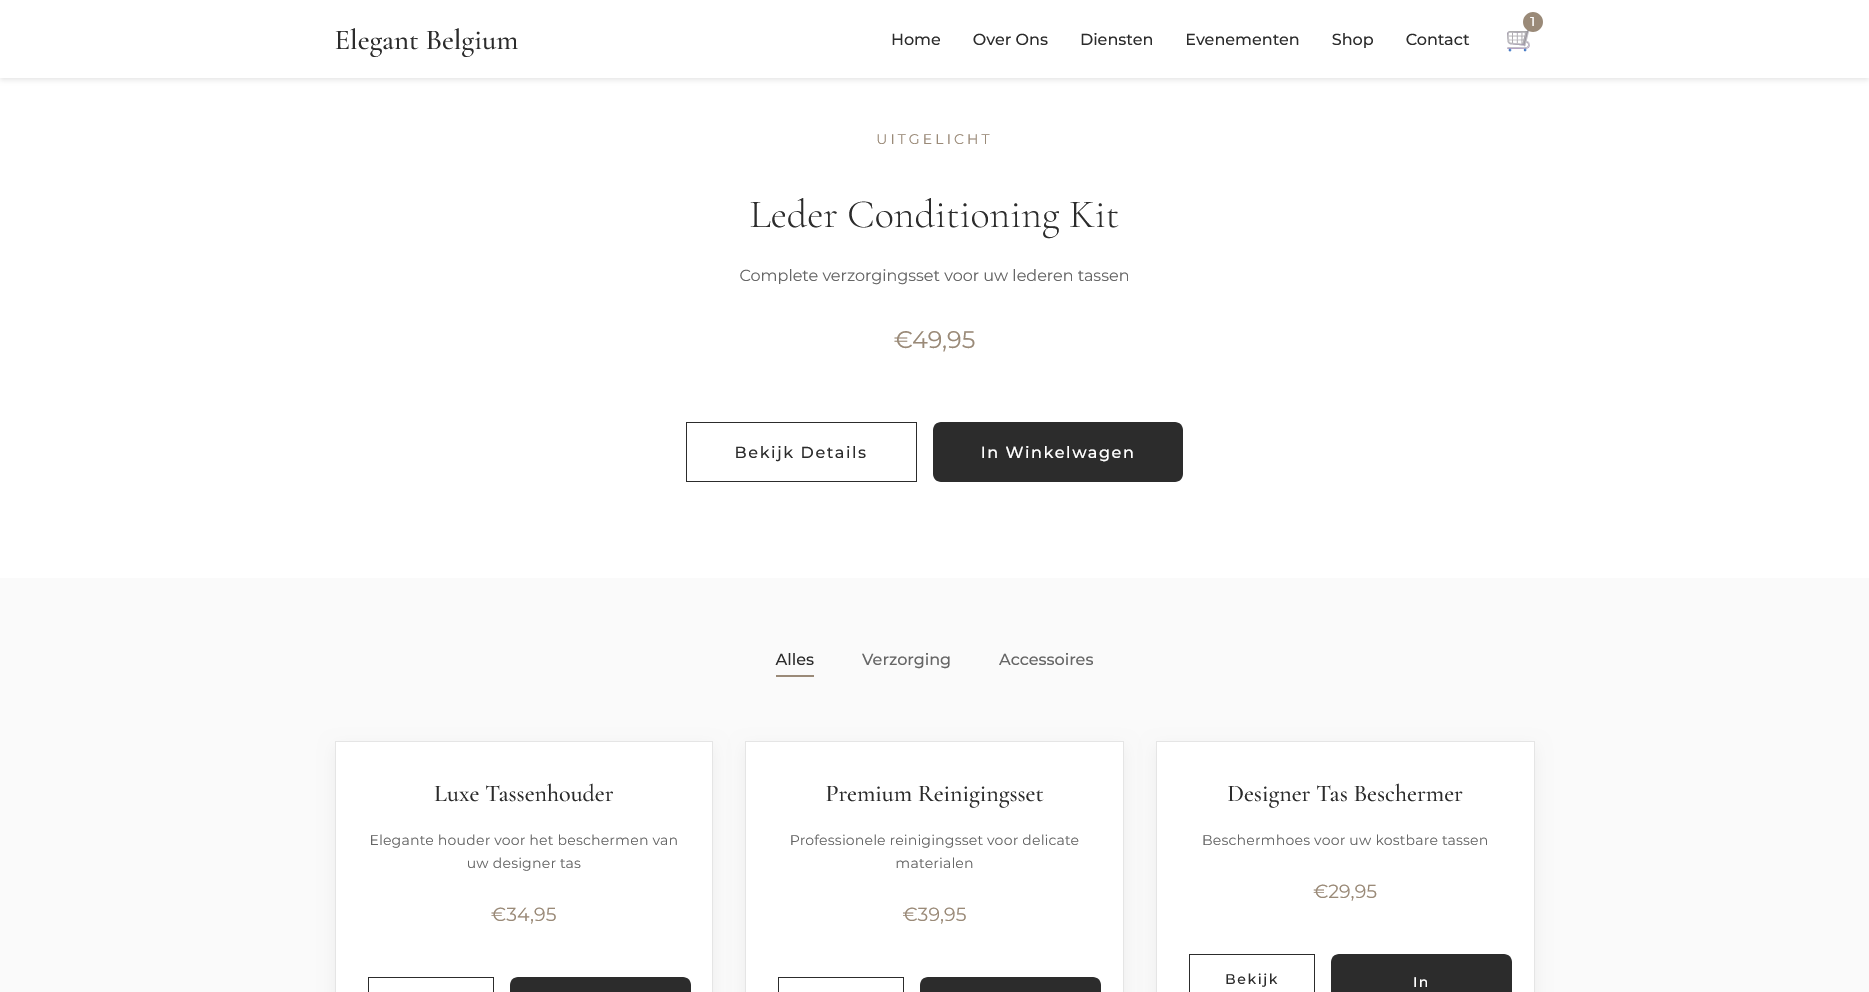 Elegant Belgium
Home Over Ons Diensten Evenementen Shop Contact 1
UITGELICHT
Leder Conditioning Kit
Complete verzorgingsset voor uw lederen tassen
€49,95
Bekijk Details In Winkelwagen
Alles Verzorging Accessoires
Luxe Tassenhouder
Elegante houder voor het beschermen van
uw designer tas
€34,95
Premium Reinigingsset
Professionele reinigingsset voor delicate
materialen
€39,95
Designer Tas Beschermer
Beschermhoes voor uw kostbare tassen
€29,95
Bekijk In